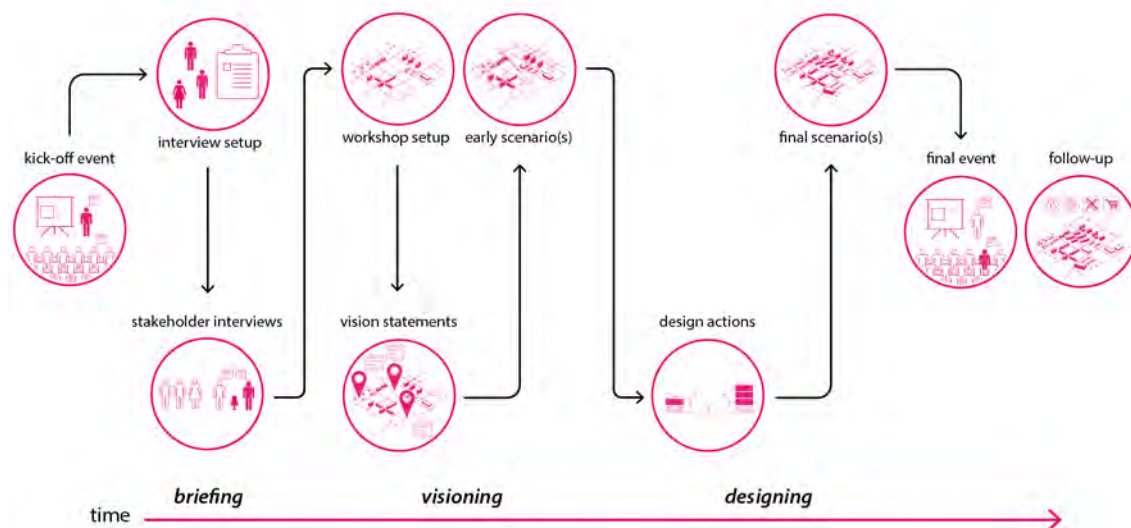 kick-off event
interview setup
stakeholder interviews
workshop setup
early scenario(s)
vision statements
design actions
final scenario(s)
final event
follow-up
briefing
visioning
designing
time